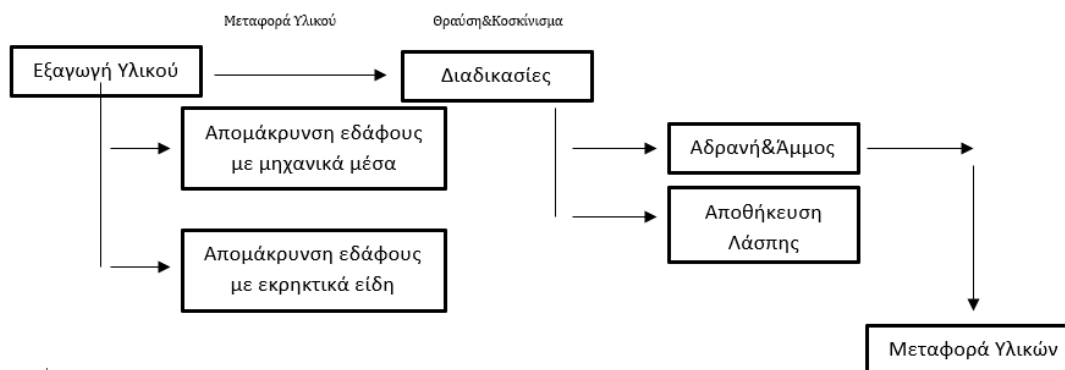 Μεταφορά Υλικού
Θραύση&Κοσκίνισμα
Εξαγωγή Υλικού
Διαδικασίες
Απομάκρυνση εδάφους
με μηχανικά μέσα
Αδρανή&Άμμος
Αποθήκευση
Λάσπης
Απομάκρυνση εδάφους
με εκρηκτικά είδη
Μεταφορά Υλικών